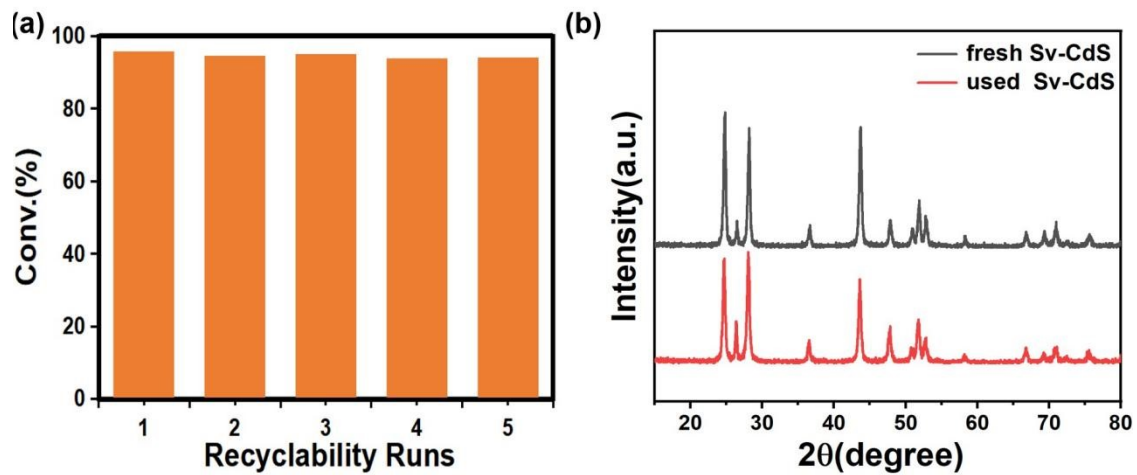 (a)
100
80
60
40
20
0
Conv.(%)
1 2 3 4 5
Recyclability Runs
(b)
fresh Sv-CdS
used Sv-CdS
Intensity(a.u.)
20 30 40 50 60 70 80
2θ(degree)